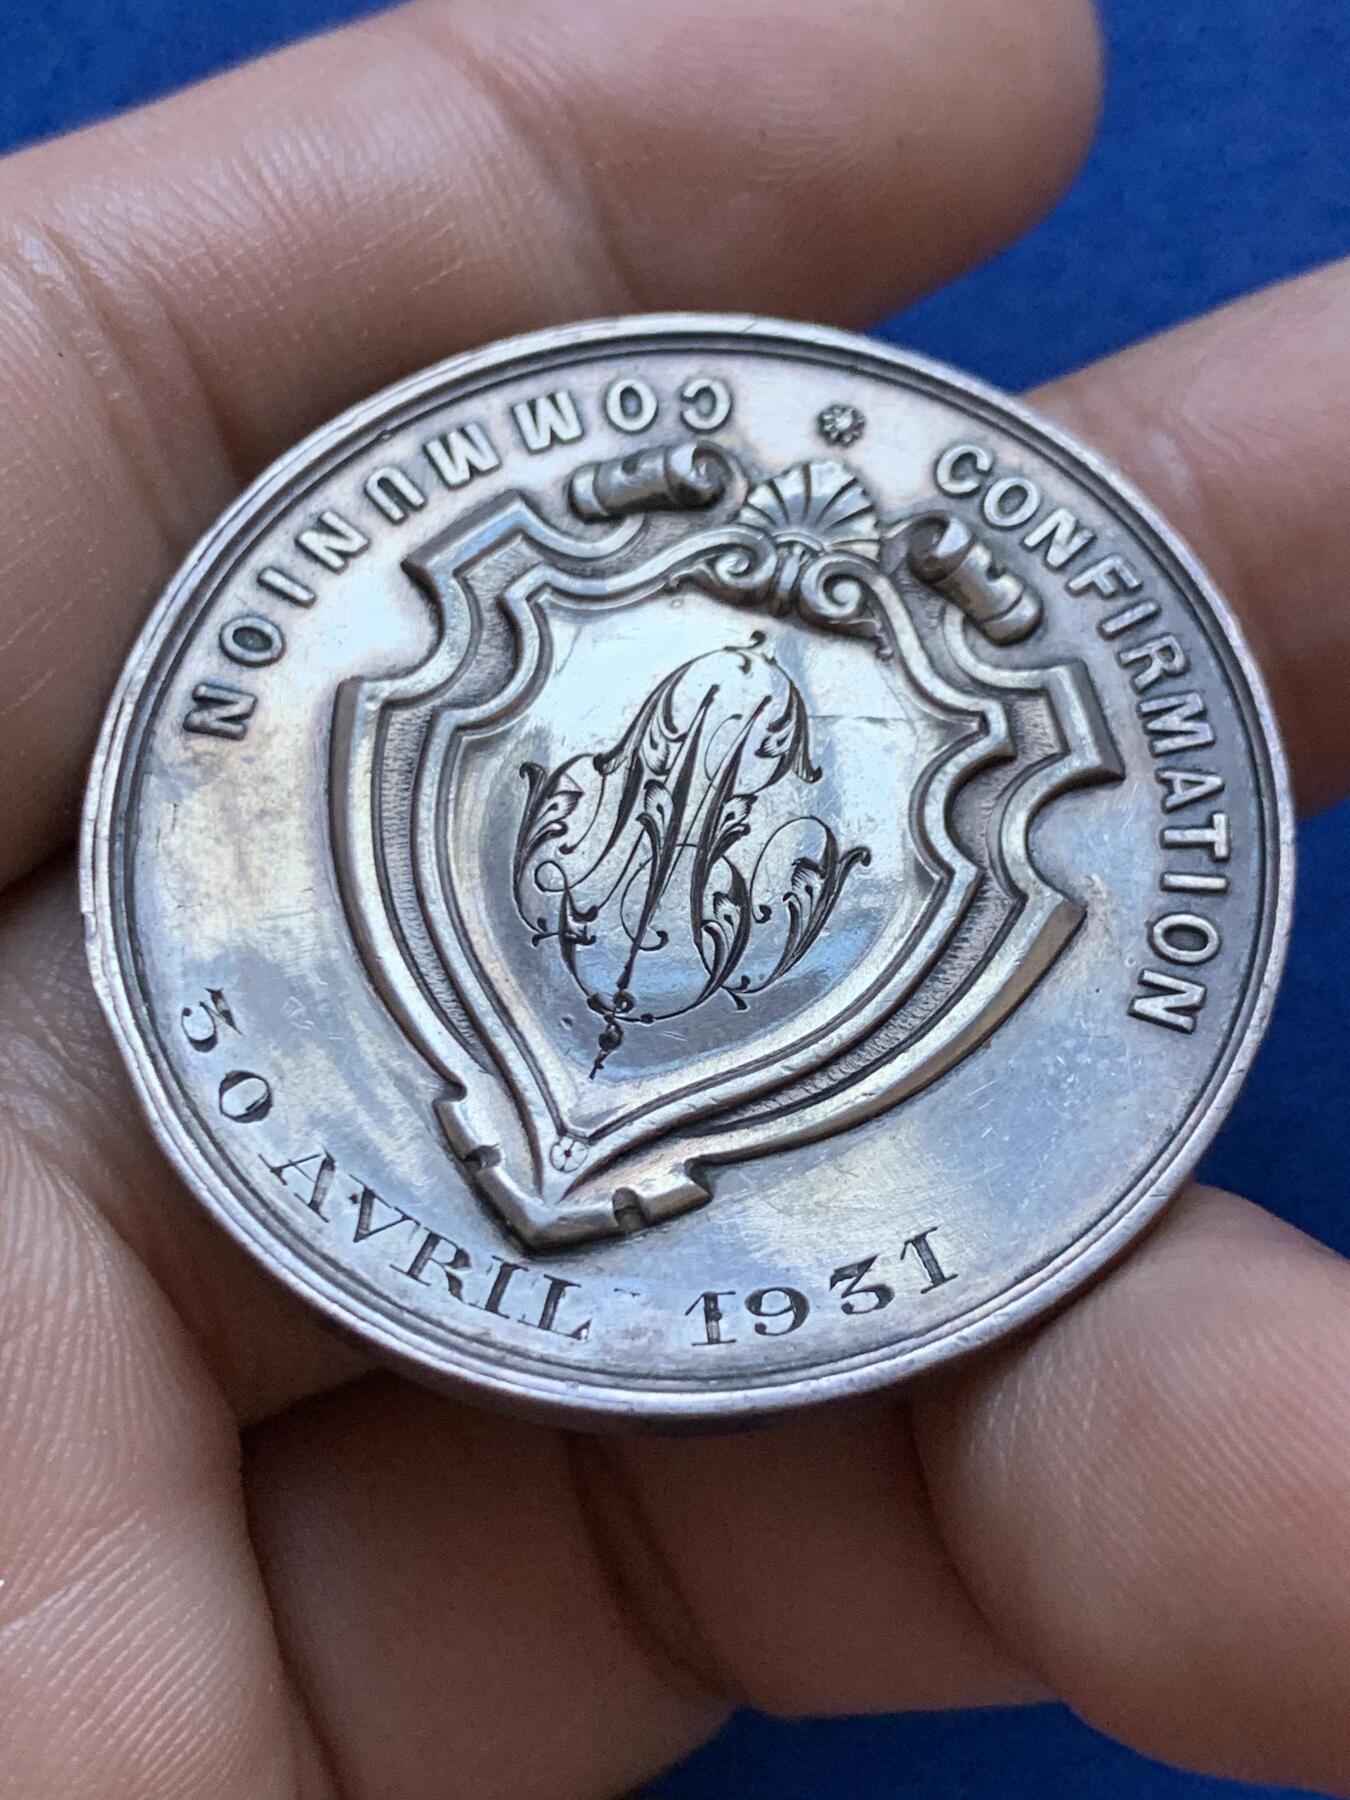 COMMUNION
CONFIRMATION
30 AVRIL 1931